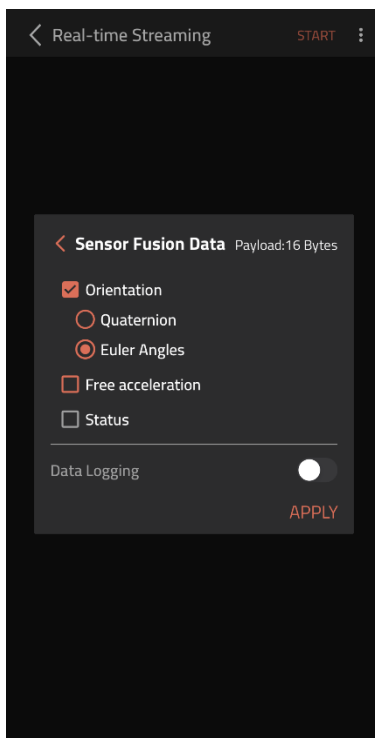 Real-time Streaming START
Sensor Fusion Data Payload:16 Bytes
Orientation
Quaternion
Euler Angles
Free acceleration
Status
Data Logging
APPLY